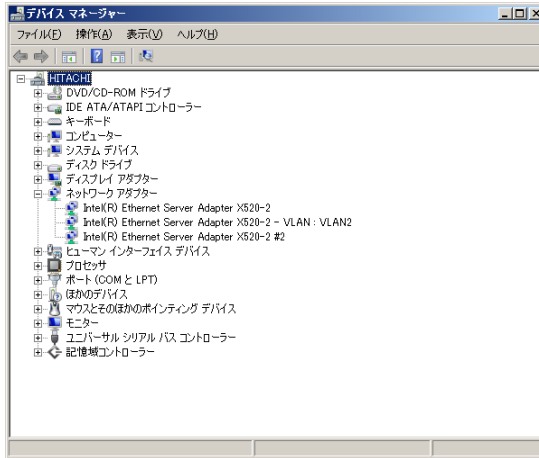 デバイス マネージャー
ファイル(F) 操作(A) 表示(V) ヘルプ(H)
HITACHI
DVD/CD-ROM ドライブ
IDE ATA/ATAPI コントローラー
キーボード
コンピューター
システム デバイス
ディスク ドライブ
ディスプレイ アダプター
ネットワーク アダプター
Intel(R) Ethernet Server Adapter X520-2
Intel(R) Ethernet Server Adapter X520-2 - VLAN : VLAN2
Intel(R) Ethernet Server Adapter X520-2 #2
ヒューマン インターフェイス デバイス
プロセッサ
ポート (COM と LPT)
ほかのデバイス
マウスとそのほかのポインティング デバイス
モニター
ユニバーサル シリアル バス コントローラー
記憶域コントローラー